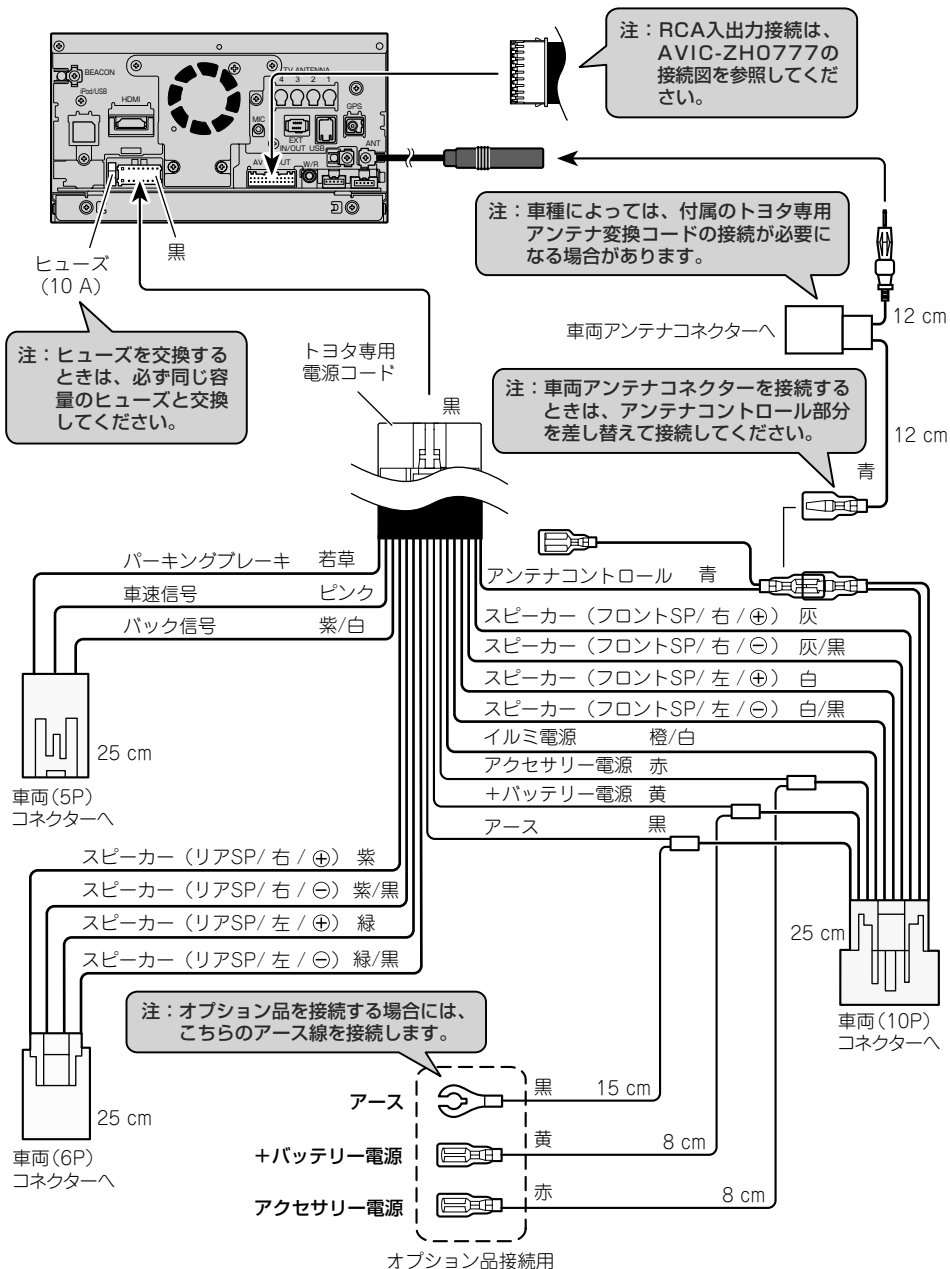 注：RCA入出力接続は、
AVIC-ZH0777の
接続図を参照してくだ
さい。
BEACON
TV ANTENNA
4 3 2 1
iPod/USB
HDMI
MIC
GPS
EXT
IN/OUT
USB
ANT
W/R
ヒューズ
(10 A)
黒
注：車種によっては、付属のトヨタ専用
アンテナ変換コードの接続が必要に
なる場合があります。
12 cm
車両アンテナコネクターへ
注：ヒューズを交換する
ときは、必ず同じ容
量のヒューズと交換
してください。
トヨタ専用
電源コード
黒
注：車両アンテナコネクターを接続する
ときは、アンテナコントロール部分
を差し替えて接続してください。
12 cm
青
パーキングブレーキ 若草
車速信号 ピンク
バック信号 紫/白
25 cm
車両(5P)
コネクターへ
アンテナコントロール 青
スピーカー（フロントSP/ 右 / ⊕） 灰
スピーカー（フロントSP/ 右 / ⊖） 灰/黒
スピーカー（フロントSP/ 左 / ⊕） 白
スピーカー（フロントSP/ 左 / ⊖） 白/黒
イルミ電源 橙/白
アクセサリー電源 赤
＋バッテリー電源 黄
アース 黒
スピーカー（リアSP/ 右 / ⊕） 紫
スピーカー（リアSP/ 右 / ⊖） 紫/黒
スピーカー（リアSP/ 左 / ⊕） 緑
スピーカー（リアSP/ 左 / ⊖） 緑/黒
25 cm
車両(10P)
コネクターへ
25 cm
車両(6P)
コネクターへ
注：オプション品を接続する場合には、
こちらのアース線を接続します。
アース
黒 15 cm
＋バッテリー電源
黄 8 cm
アクセサリー電源
赤 8 cm
オプション品接続用